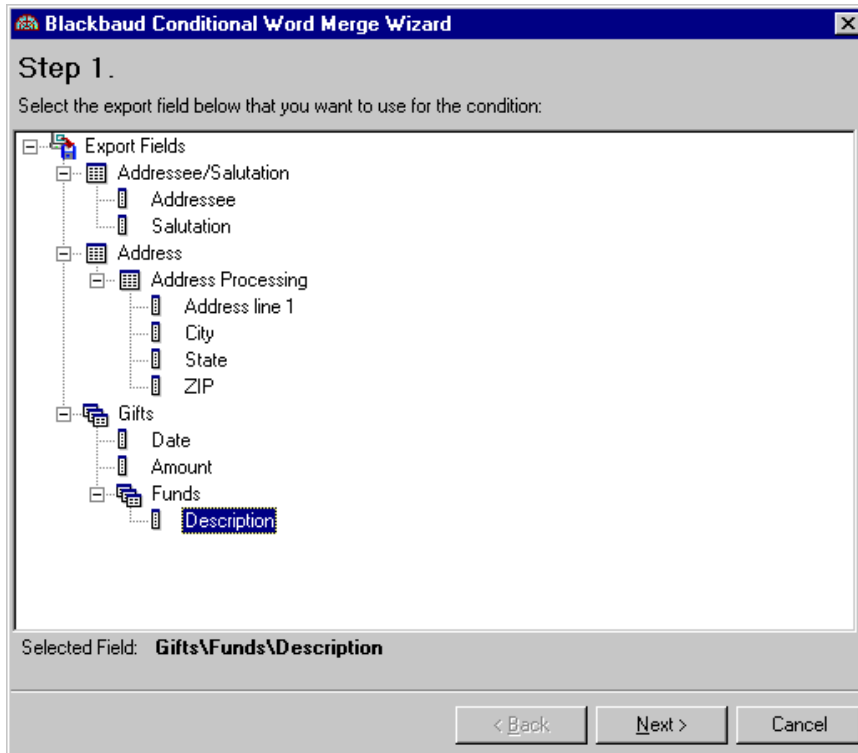 Blackbaud Conditional Word Merge Wizard
Step 1.
Select the export field below that you want to use for the condition:
Export Fields
Addressee/Salutation
Addressee
Salutation
Address
Address Processing
Address line 1
City
State
ZIP
Gifts
Date
Amount
Funds
Description
Selected Field: Gifts\Funds\Description
< Back Next > Cancel